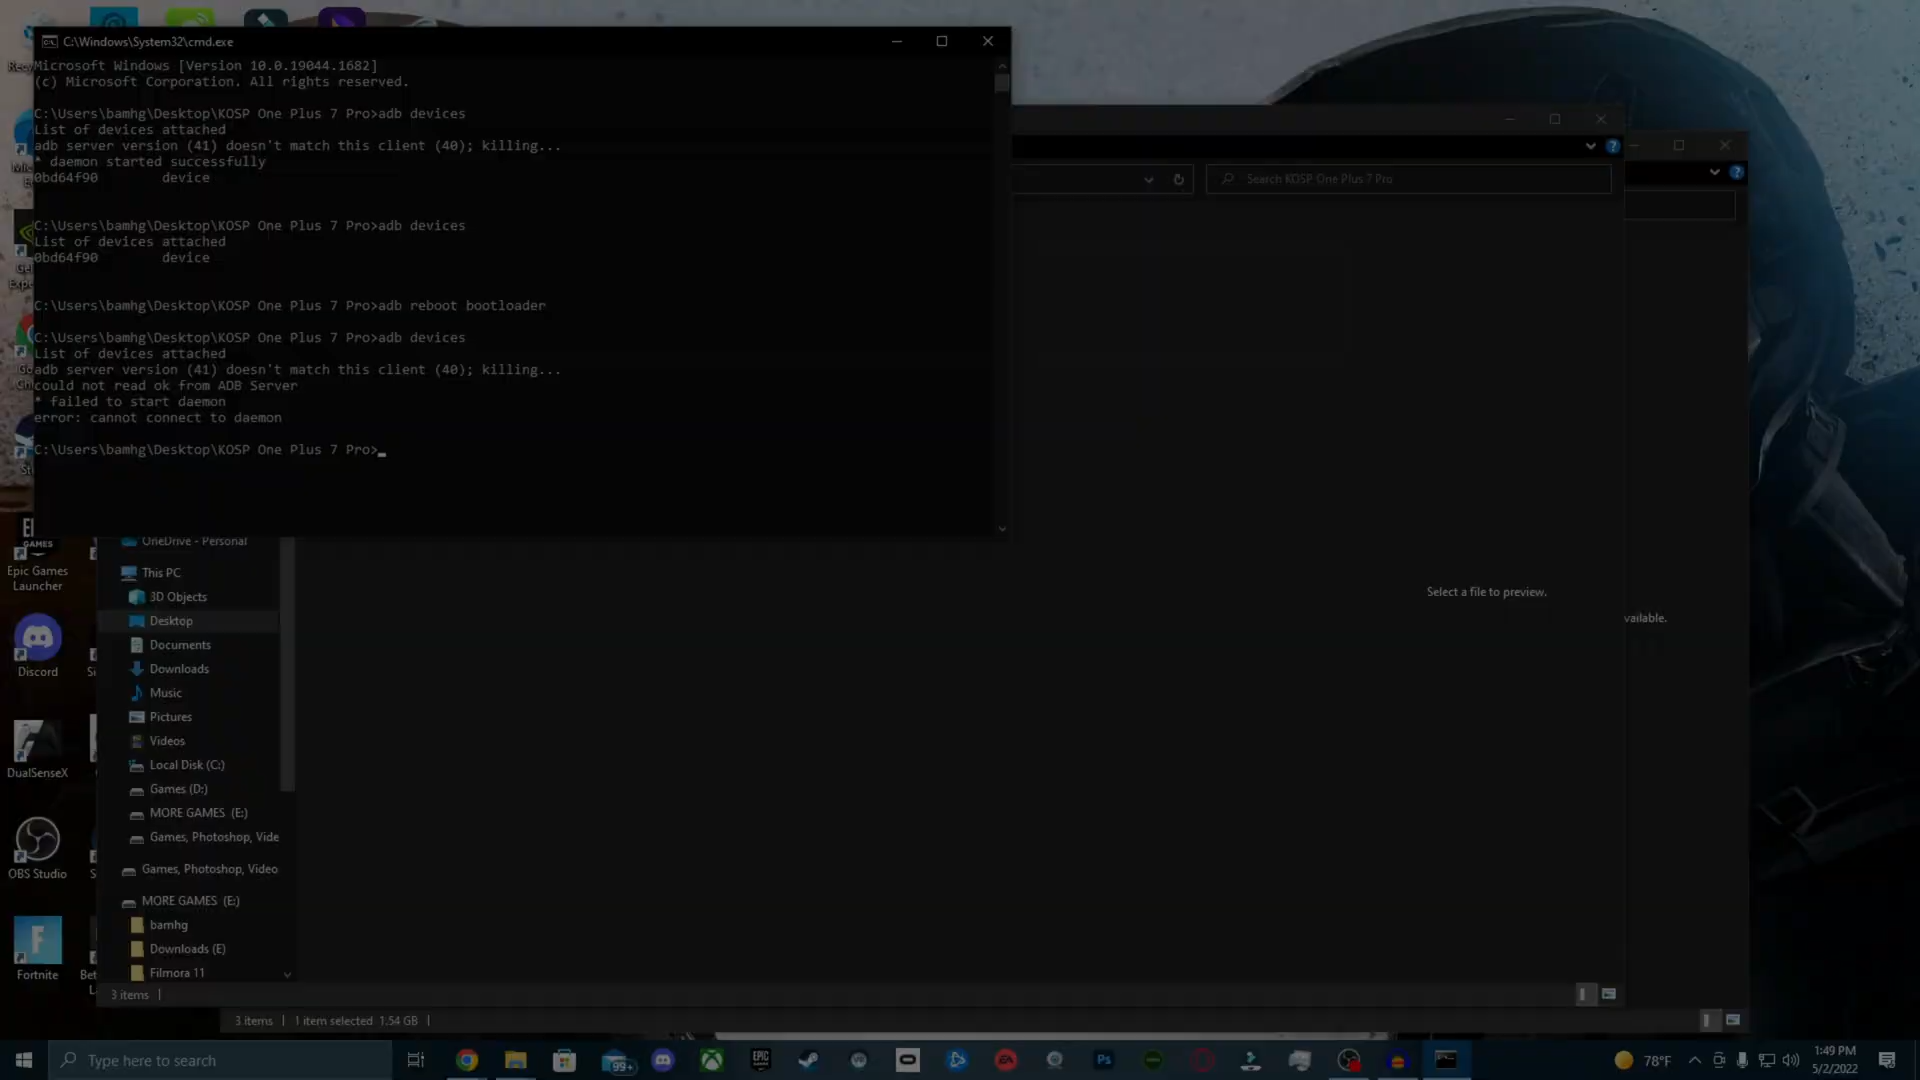 C:\Windows\System32\cmd.exe
Microsoft Windows [Version 10.0.19044.1682]
(c) Microsoft Corporation. All rights reserved.
C:\Users\bamhg\Desktop\KOSP One Plus 7 Pro>adb devices
List of devices attached
adb server version (41) doesn't match this client (40); killing...
* daemon started successfully
0bd64f90 device
C:\Users\bamhg\Desktop\KOSP One Plus 7 Pro>adb devices
List of devices attached
0bd64f90 device
C:\Users\bamhg\Desktop\KOSP One Plus 7 Pro>adb reboot bootloader
C:\Users\bamhg\Desktop\KOSP One Plus 7 Pro>adb devices
List of devices attached
adb server version (41) doesn't match this client (40); killing...
could not read ok from ADB Server
* failed to start daemon
error: cannot connect to daemon
C:\Users\bamhg\Desktop\KOSP One Plus 7 Pro>
Search KOSP One Plus 7 Pro
Select a file to preview.
vailable.
OneDrive - Personal
This PC
3D Objects
Desktop
Documents
Downloads
Music
Pictures
Videos
Local Disk (C:)
Games (D:)
MORE GAMES (E:)
Games, Photoshop, Vide
Games, Photoshop, Video
MORE GAMES (E:)
bamhg
Downloads (E)
Filmora 11
3 items
3 items 1 item selected 1.54 GB
EPIC
GAMES
Epic Games
Launcher
Discord
DualSenseX
OBS Studio
Fortnite
Type here to search
99+
EPIC
EA
Ps
78°F
1:49 PM
5/2/2022